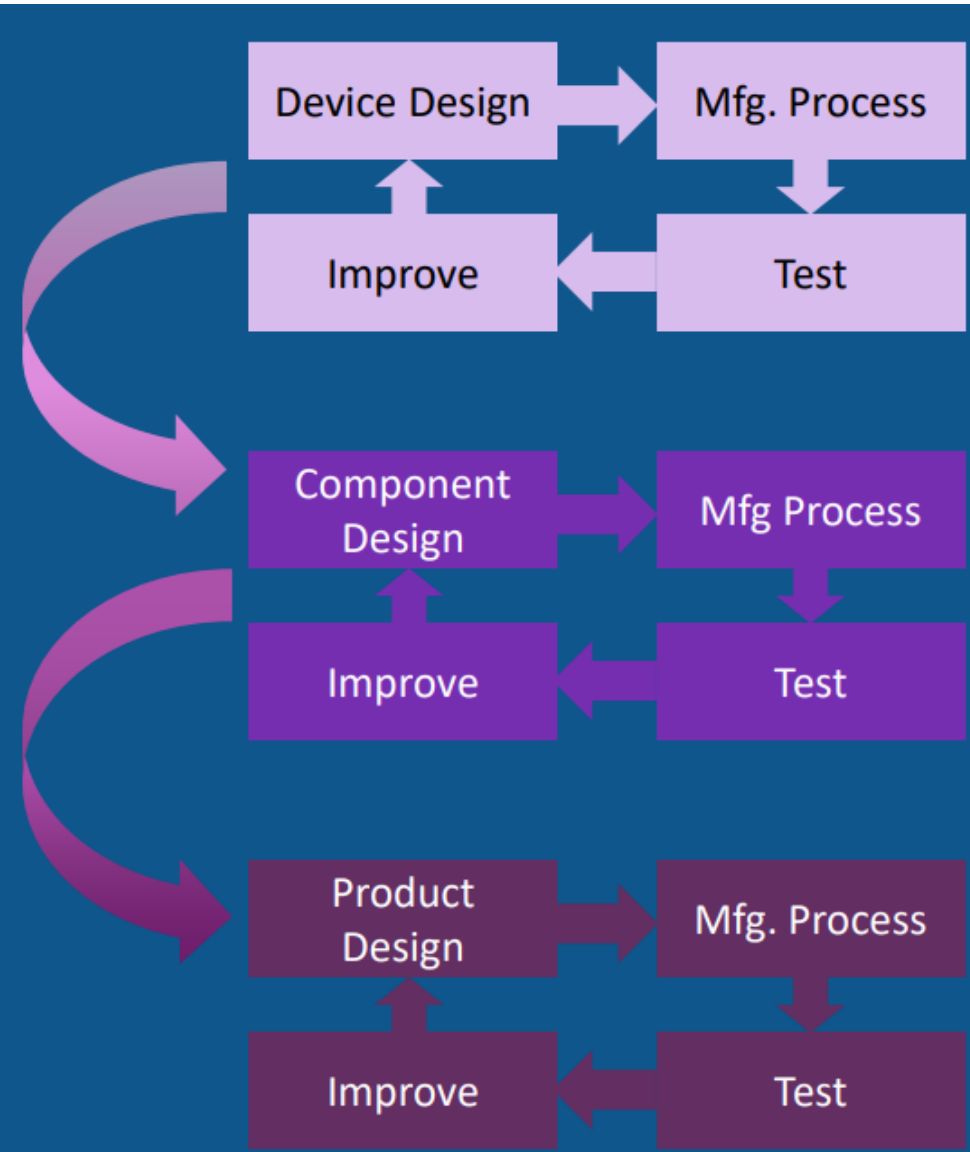 Device Design
Mfg. Process
Improve
Test
Component
Design
Mfg Process
Improve
Test
Product
Design
Mfg. Process
Improve
Test